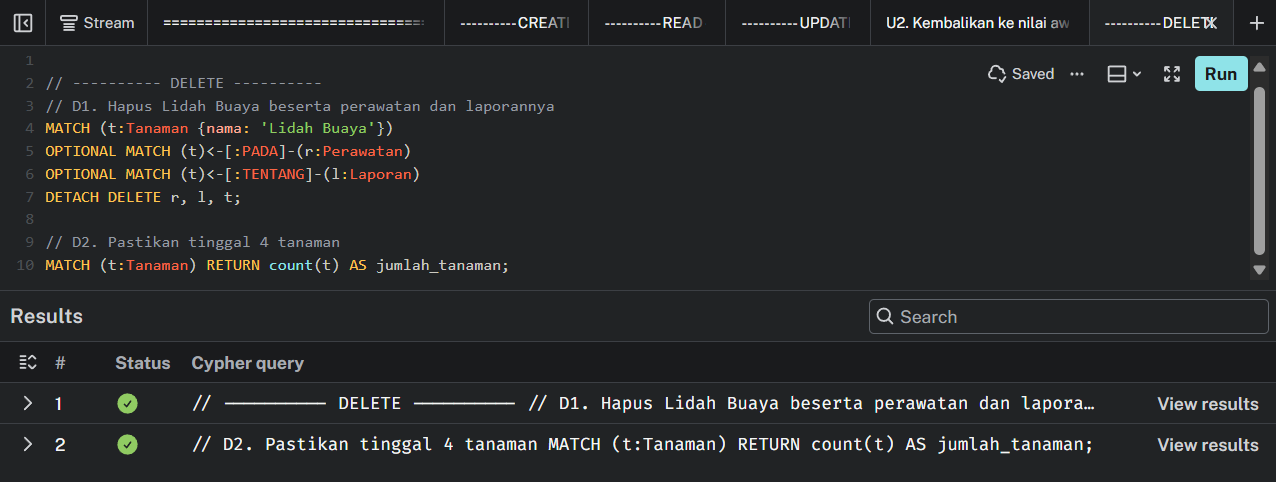 Stream
==============================
----------CREATI
----------READ
----------UPDATI
U2. Kembalikan ke nilai aw
----------DELET
Saved
Run
1
2 // ---------- DELETE ----------
3 // D1. Hapus Lidah Buaya beserta perawatan dan laporannya
4 MATCH (t:Tanaman {nama: 'Lidah Buaya'})
5 OPTIONAL MATCH (t)<-[:PADA]-(r:Perawatan)
6 OPTIONAL MATCH (t)<-[:TENTANG]-(l:Laporan)
7 DETACH DELETE r, l, t;
8
9 // D2. Pastikan tinggal 4 tanaman
10 MATCH (t:Tanaman) RETURN count(t) AS jumlah_tanaman;
Results
Search
# Status Cypher query
1 // ---------- DELETE ---------- // D1. Hapus Lidah Buaya beserta perawatan dan lapora… View results
2 // D2. Pastikan tinggal 4 tanaman MATCH (t:Tanaman) RETURN count(t) AS jumlah_tanaman; View results